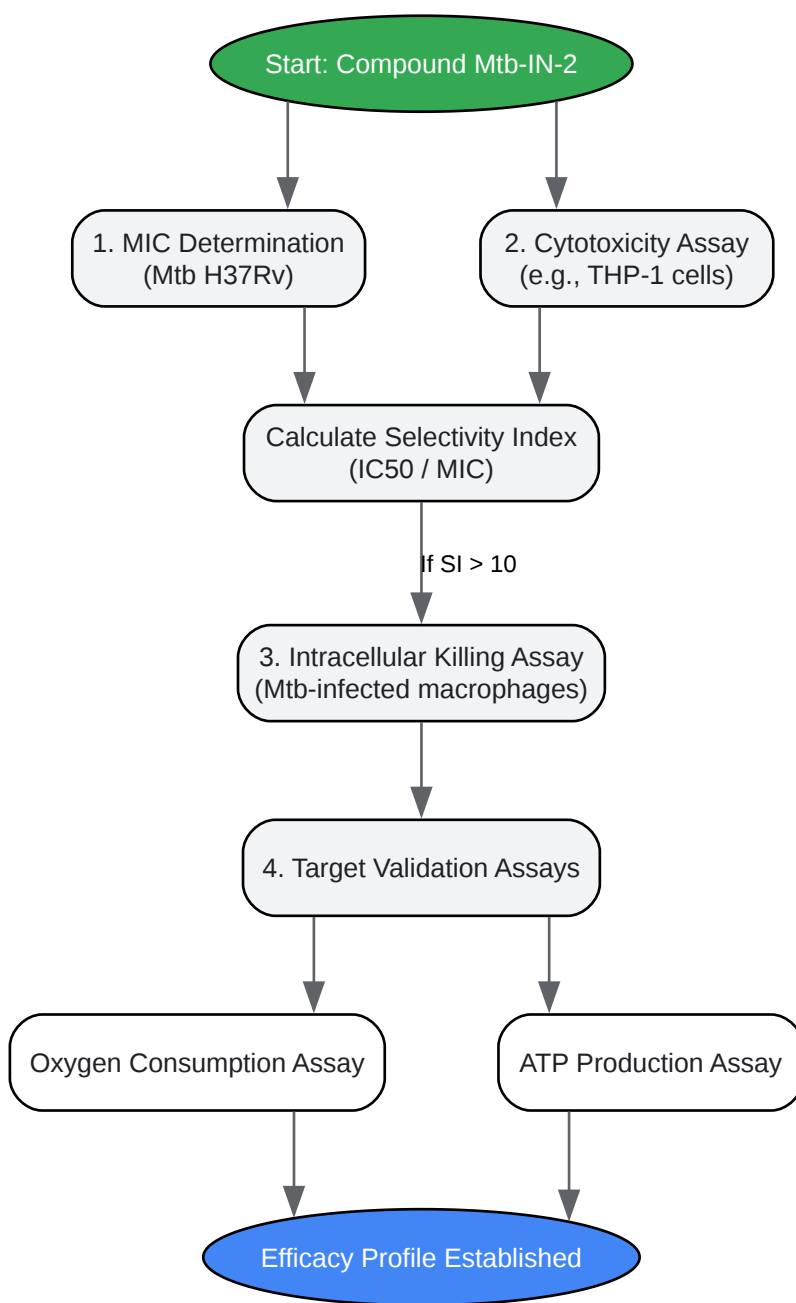 Start: Compound Mtb-IN-2
1. MIC Determination
(Mtb H37Rv)
2. Cytotoxicity Assay
(e.g., THP-1 cells)
Calculate Selectivity Index
(IC50 / MIC)
If SI > 10
3. Intracellular Killing Assay
(Mtb-infected macrophages)
4. Target Validation Assays
Oxygen Consumption Assay
ATP Production Assay
Efficacy Profile Established